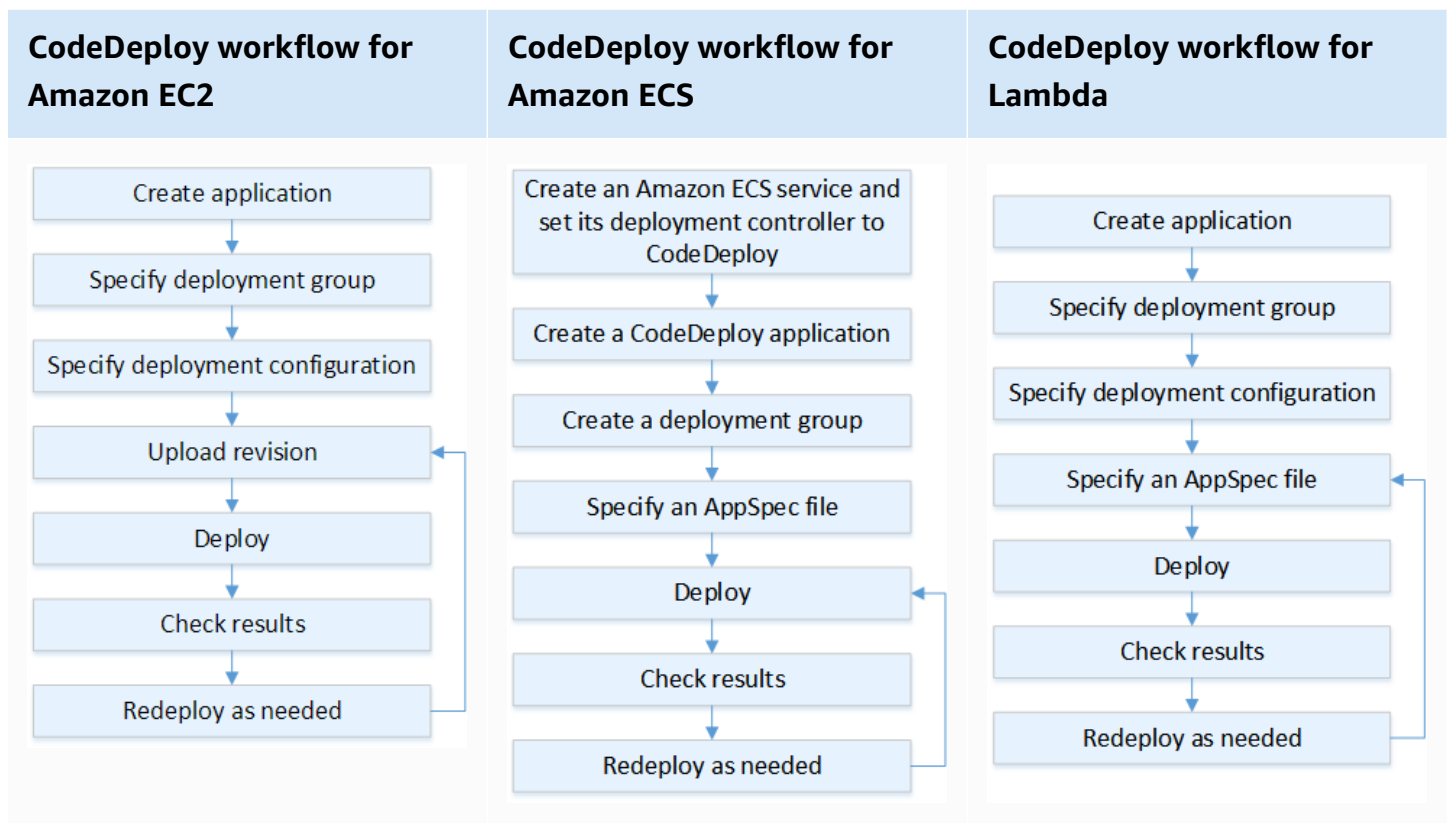 CodeDeploy workflow for
Amazon EC2
CodeDeploy workflow for
Amazon ECS
CodeDeploy workflow for
Lambda
Create application
Specify deployment group
Specify deployment configuration
Upload revision
Deploy
Check results
Redeploy as needed
Create an Amazon ECS service and
set its deployment controller to
CodeDeploy
Create a CodeDeploy application
Create a deployment group
Specify an AppSpec file
Deploy
Check results
Redeploy as needed
Create application
Specify deployment group
Specify deployment configuration
Specify an AppSpec file
Deploy
Check results
Redeploy as needed